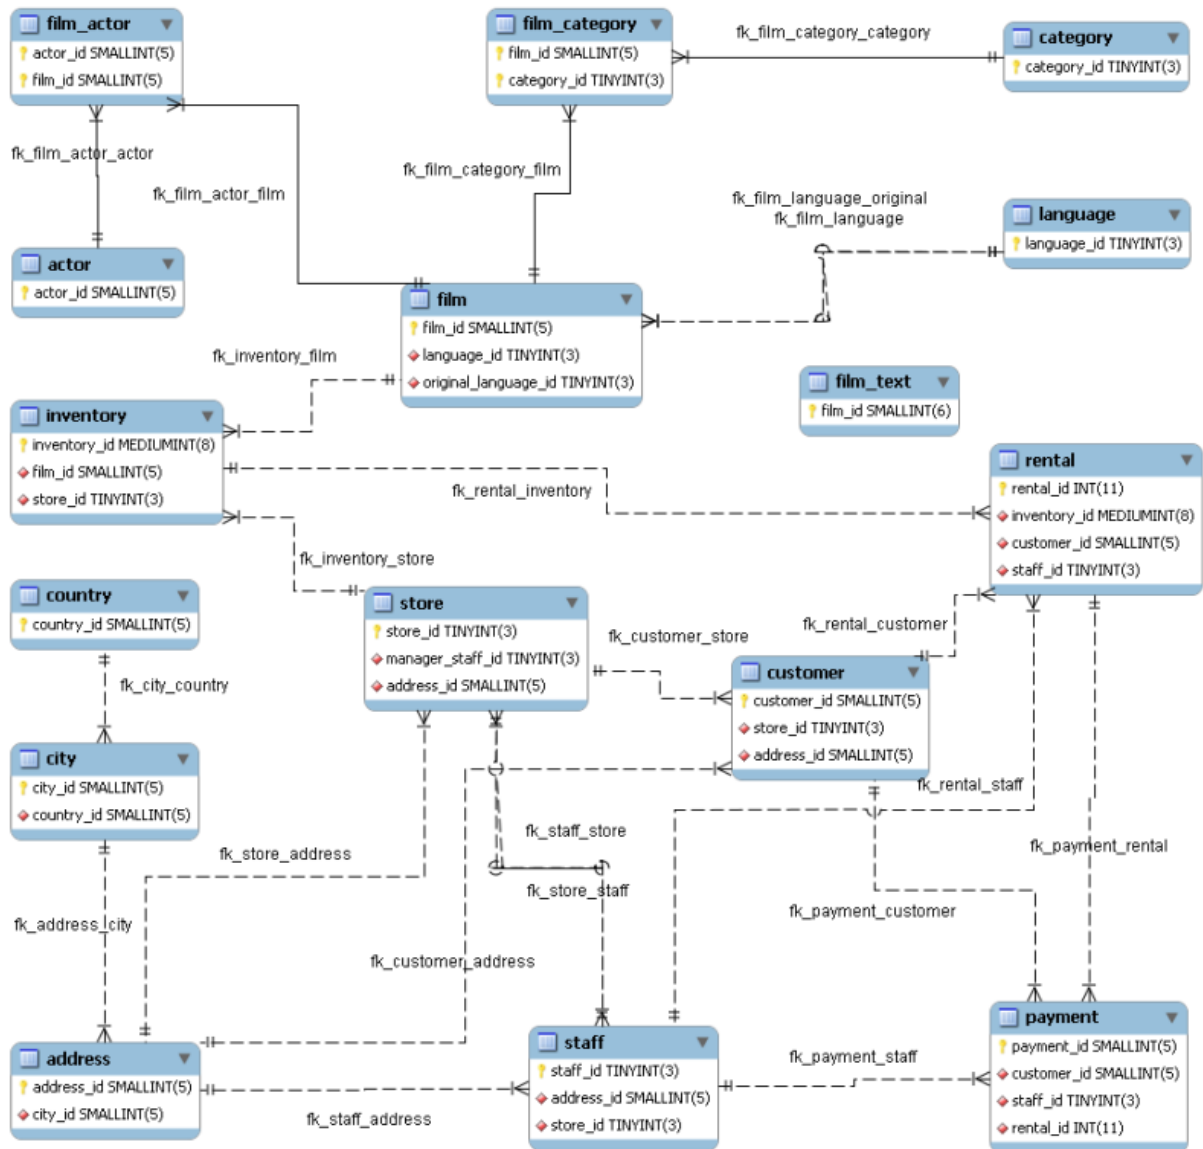 film_actor
actor_id SMALLINT(5)
film_id SMALLINT(5)
film_category
film_id SMALLINT(5)
category_id TINYINT(3)
fk_film_category_category
category
category_id TINYINT(3)
fk_film_actor_actor
fk_film_actor_film
fk_film_category_film
fk_film_language_original
fk_film_language
language
language_id TINYINT(3)
actor
actor_id SMALLINT(5)
film
film_id SMALLINT(5)
language_id TINYINT(3)
original_language_id TINYINT(3)
fk_inventory_film
film_text
film_id SMALLINT(6)
inventory
inventory_id MEDIUMINT(8)
film_id SMALLINT(5)
store_id TINYINT(3)
fk_rental_inventory
rental
rental_id INT(11)
inventory_id MEDIUMINT(8)
customer_id SMALLINT(5)
staff_id TINYINT(3)
fk_inventory_store
country
country_id SMALLINT(5)
store
store_id TINYINT(3)
manager_staff_id TINYINT(3)
address_id SMALLINT(5)
fk_customer_store
fk_rental_customer
customer
customer_id SMALLINT(5)
store_id TINYINT(3)
address_id SMALLINT(5)
fk_city_country
city
city_id SMALLINT(5)
country_id SMALLINT(5)
fk_rental_staff
fk_store_address
fk_staff_store
fk_store_staff
fk_payment_rental
fk_address_city
fk_customer_address
fk_payment_customer
address
address_id SMALLINT(5)
city_id SMALLINT(5)
fk_staff_address
staff
staff_id TINYINT(3)
address_id SMALLINT(5)
store_id TINYINT(3)
fk_payment_staff
payment
payment_id SMALLINT(5)
customer_id SMALLINT(5)
staff_id TINYINT(3)
rental_id INT(11)